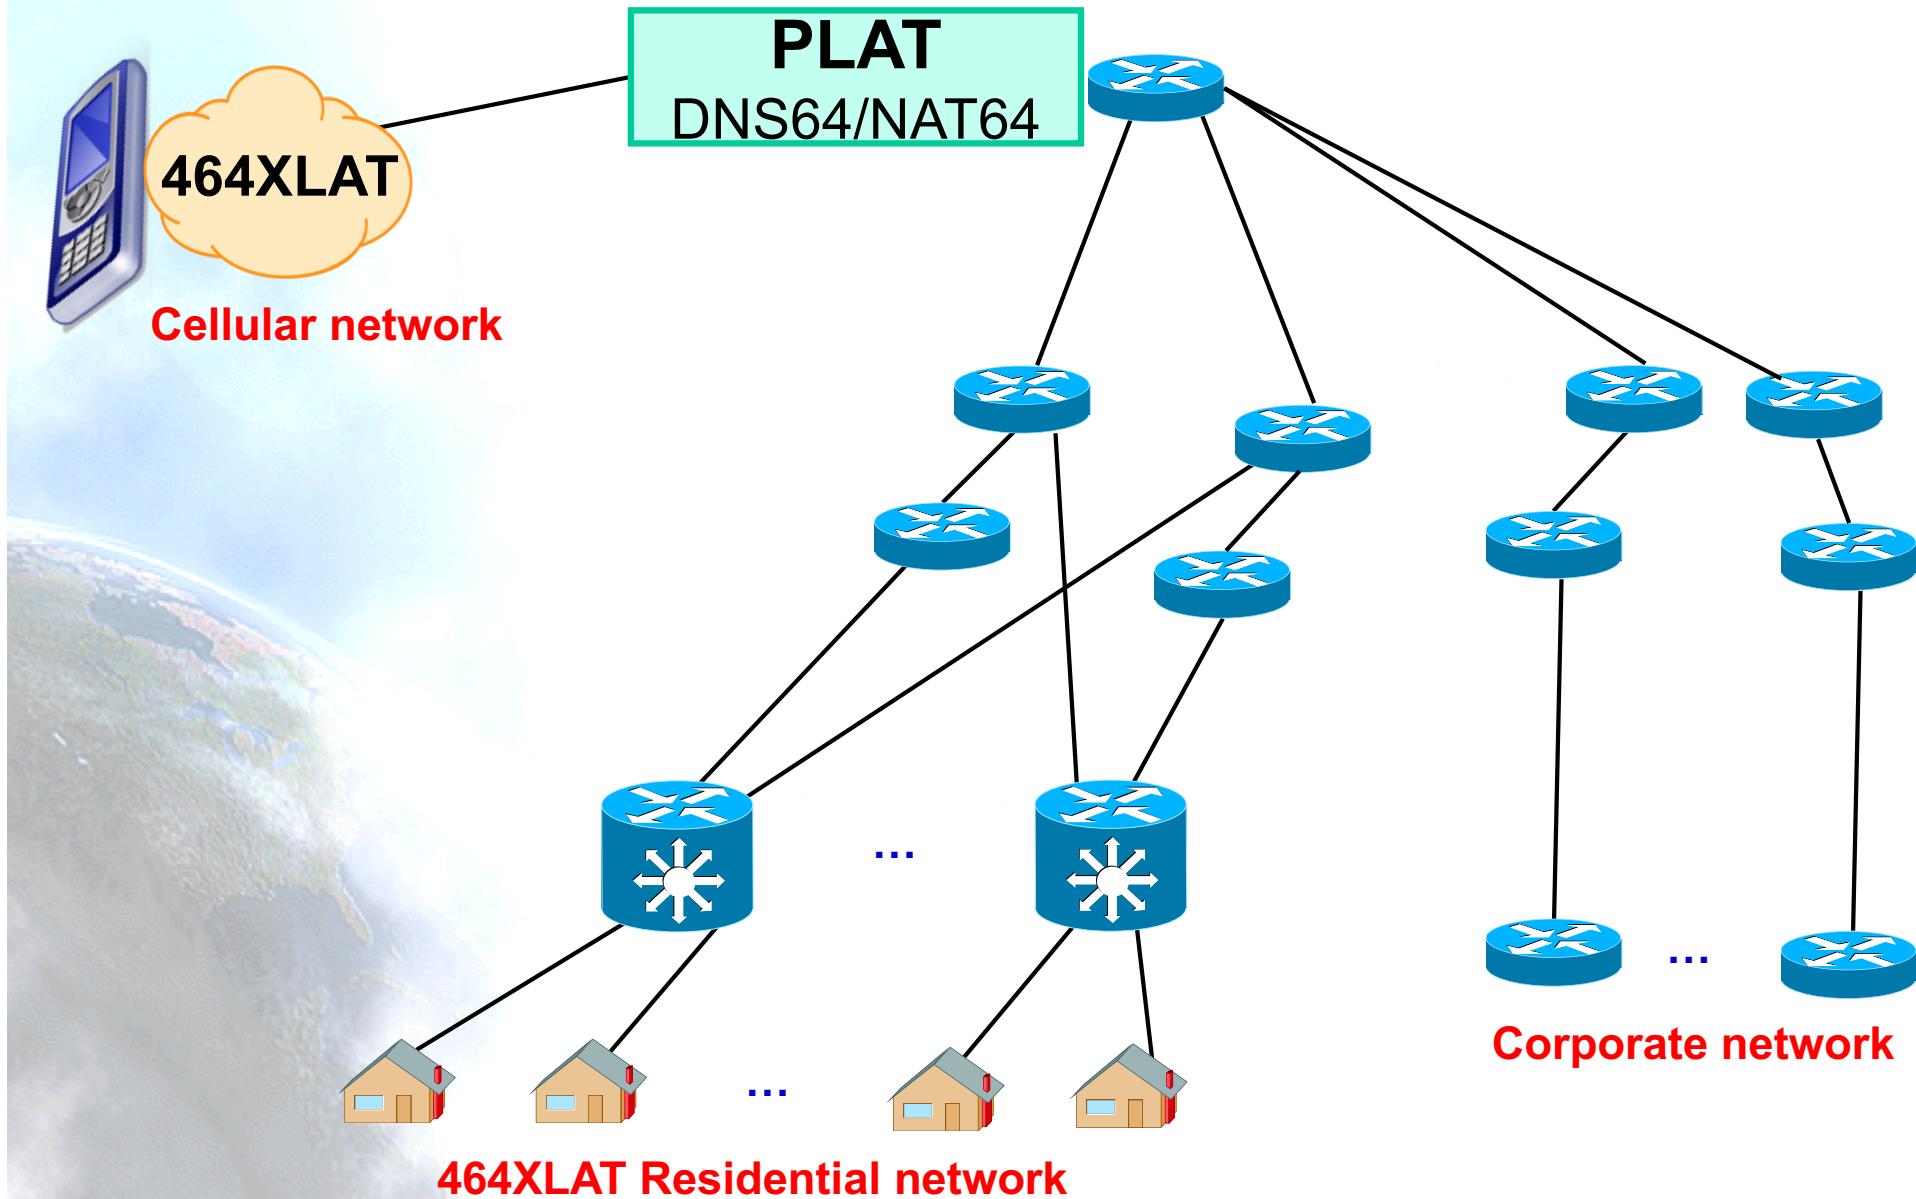 PLAT
DNS64/NAT64
464XLAT
Cellular network
...
...
Corporate network
...
464XLAT Residential network